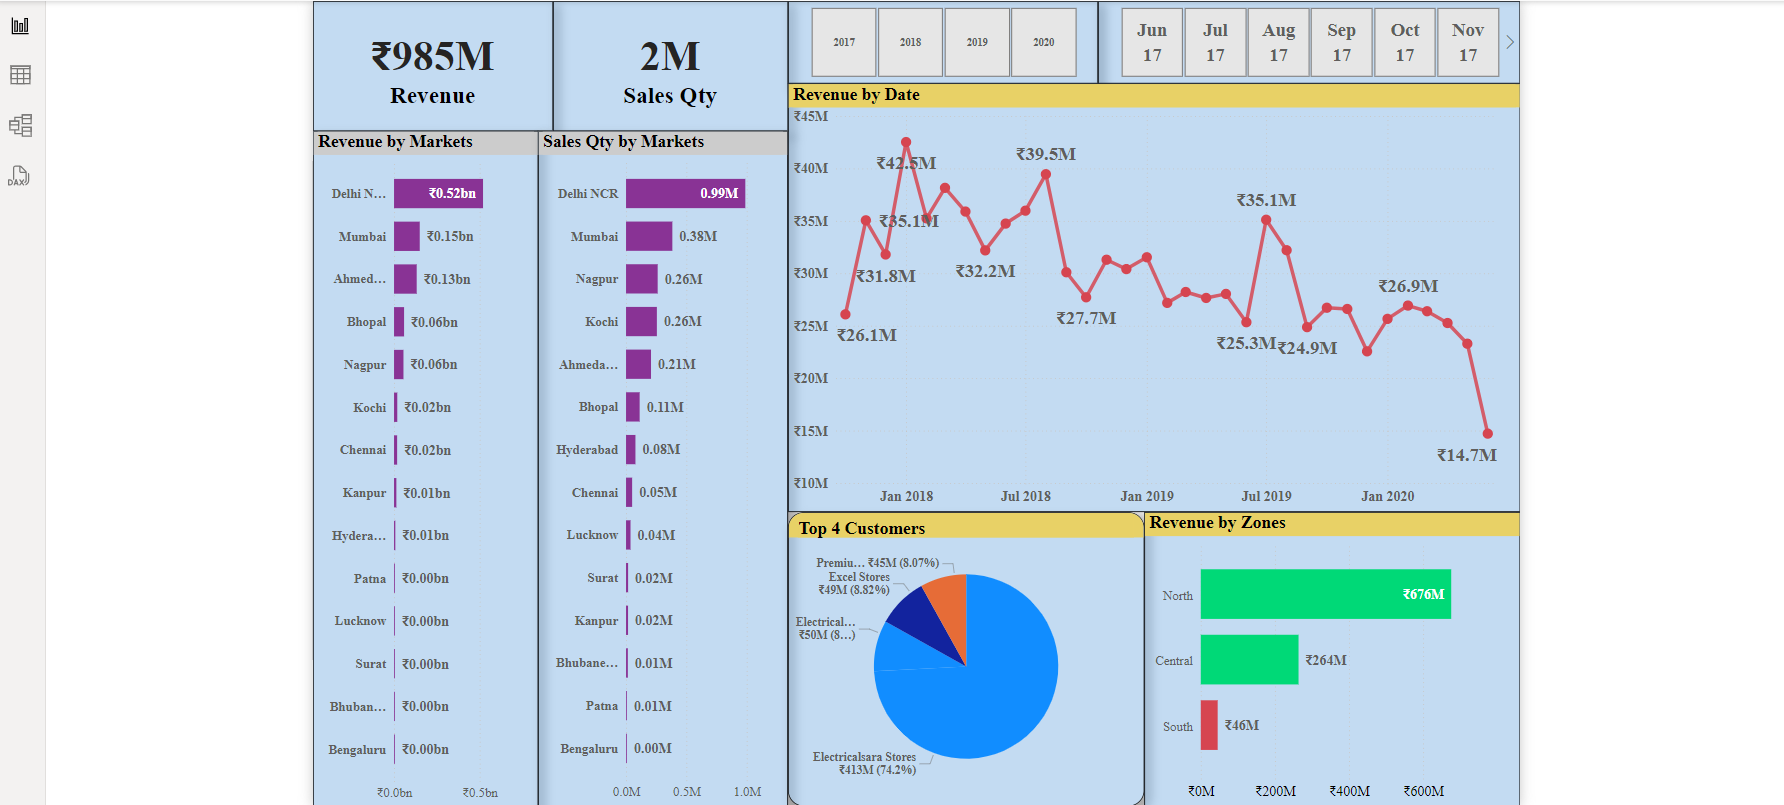 ₹985M
Revenue
2M
Sales Qty
2017
2018
2019
2020
Jun
17
Jul
17
Aug
17
Sep
17
Oct
17
Nov
17
DAX
Revenue by Markets
Delhi N...
₹0.52bn
Mumbai
₹0.15bn
Ahmed...
₹0.13bn
Bhopal
₹0.06bn
Nagpur
₹0.06bn
Kochi
₹0.02bn
Chennai
₹0.02bn
Kanpur
₹0.01bn
Hydera...
₹0.01bn
Patna
₹0.00bn
Lucknow
₹0.00bn
Surat
₹0.00bn
Bhuban...
₹0.00bn
Bengaluru
₹0.00bn
₹0.0bn
₹0.5bn
Sales Qty by Markets
Delhi NCR
0.99M
Mumbai
0.38M
Nagpur
0.26M
Kochi
0.26M
Ahmeda...
0.21M
Bhopal
0.11M
Hyderabad
0.08M
Chennai
0.05M
Lucknow
0.04M
Surat
0.02M
Kanpur
0.02M
Bhubane...
0.01M
Patna
0.01M
Bengaluru
0.00M
0.0M
0.5M
1.0M
Revenue by Date
₹45M
₹40M
₹35M
₹30M
₹25M
₹20M
₹15M
₹10M
₹26.1M
₹31.8M
₹42.5M
₹35.1M
₹32.2M
₹39.5M
₹27.7M
₹25.3M
₹35.1M
₹24.9M
₹26.9M
₹14.7M
Jan 2018
Jul 2018
Jan 2019
Jul 2019
Jan 2020
Top 4 Customers
Premiu... ₹45M (8.07%)
Excel Stores
₹49M (8.82%)
Electrical...
₹50M (8...)
Electricalsara Stores
₹413M (74.2%)
Revenue by Zones
North
₹676M
Central
₹264M
South
₹46M
₹0M
₹200M
₹400M
₹600M